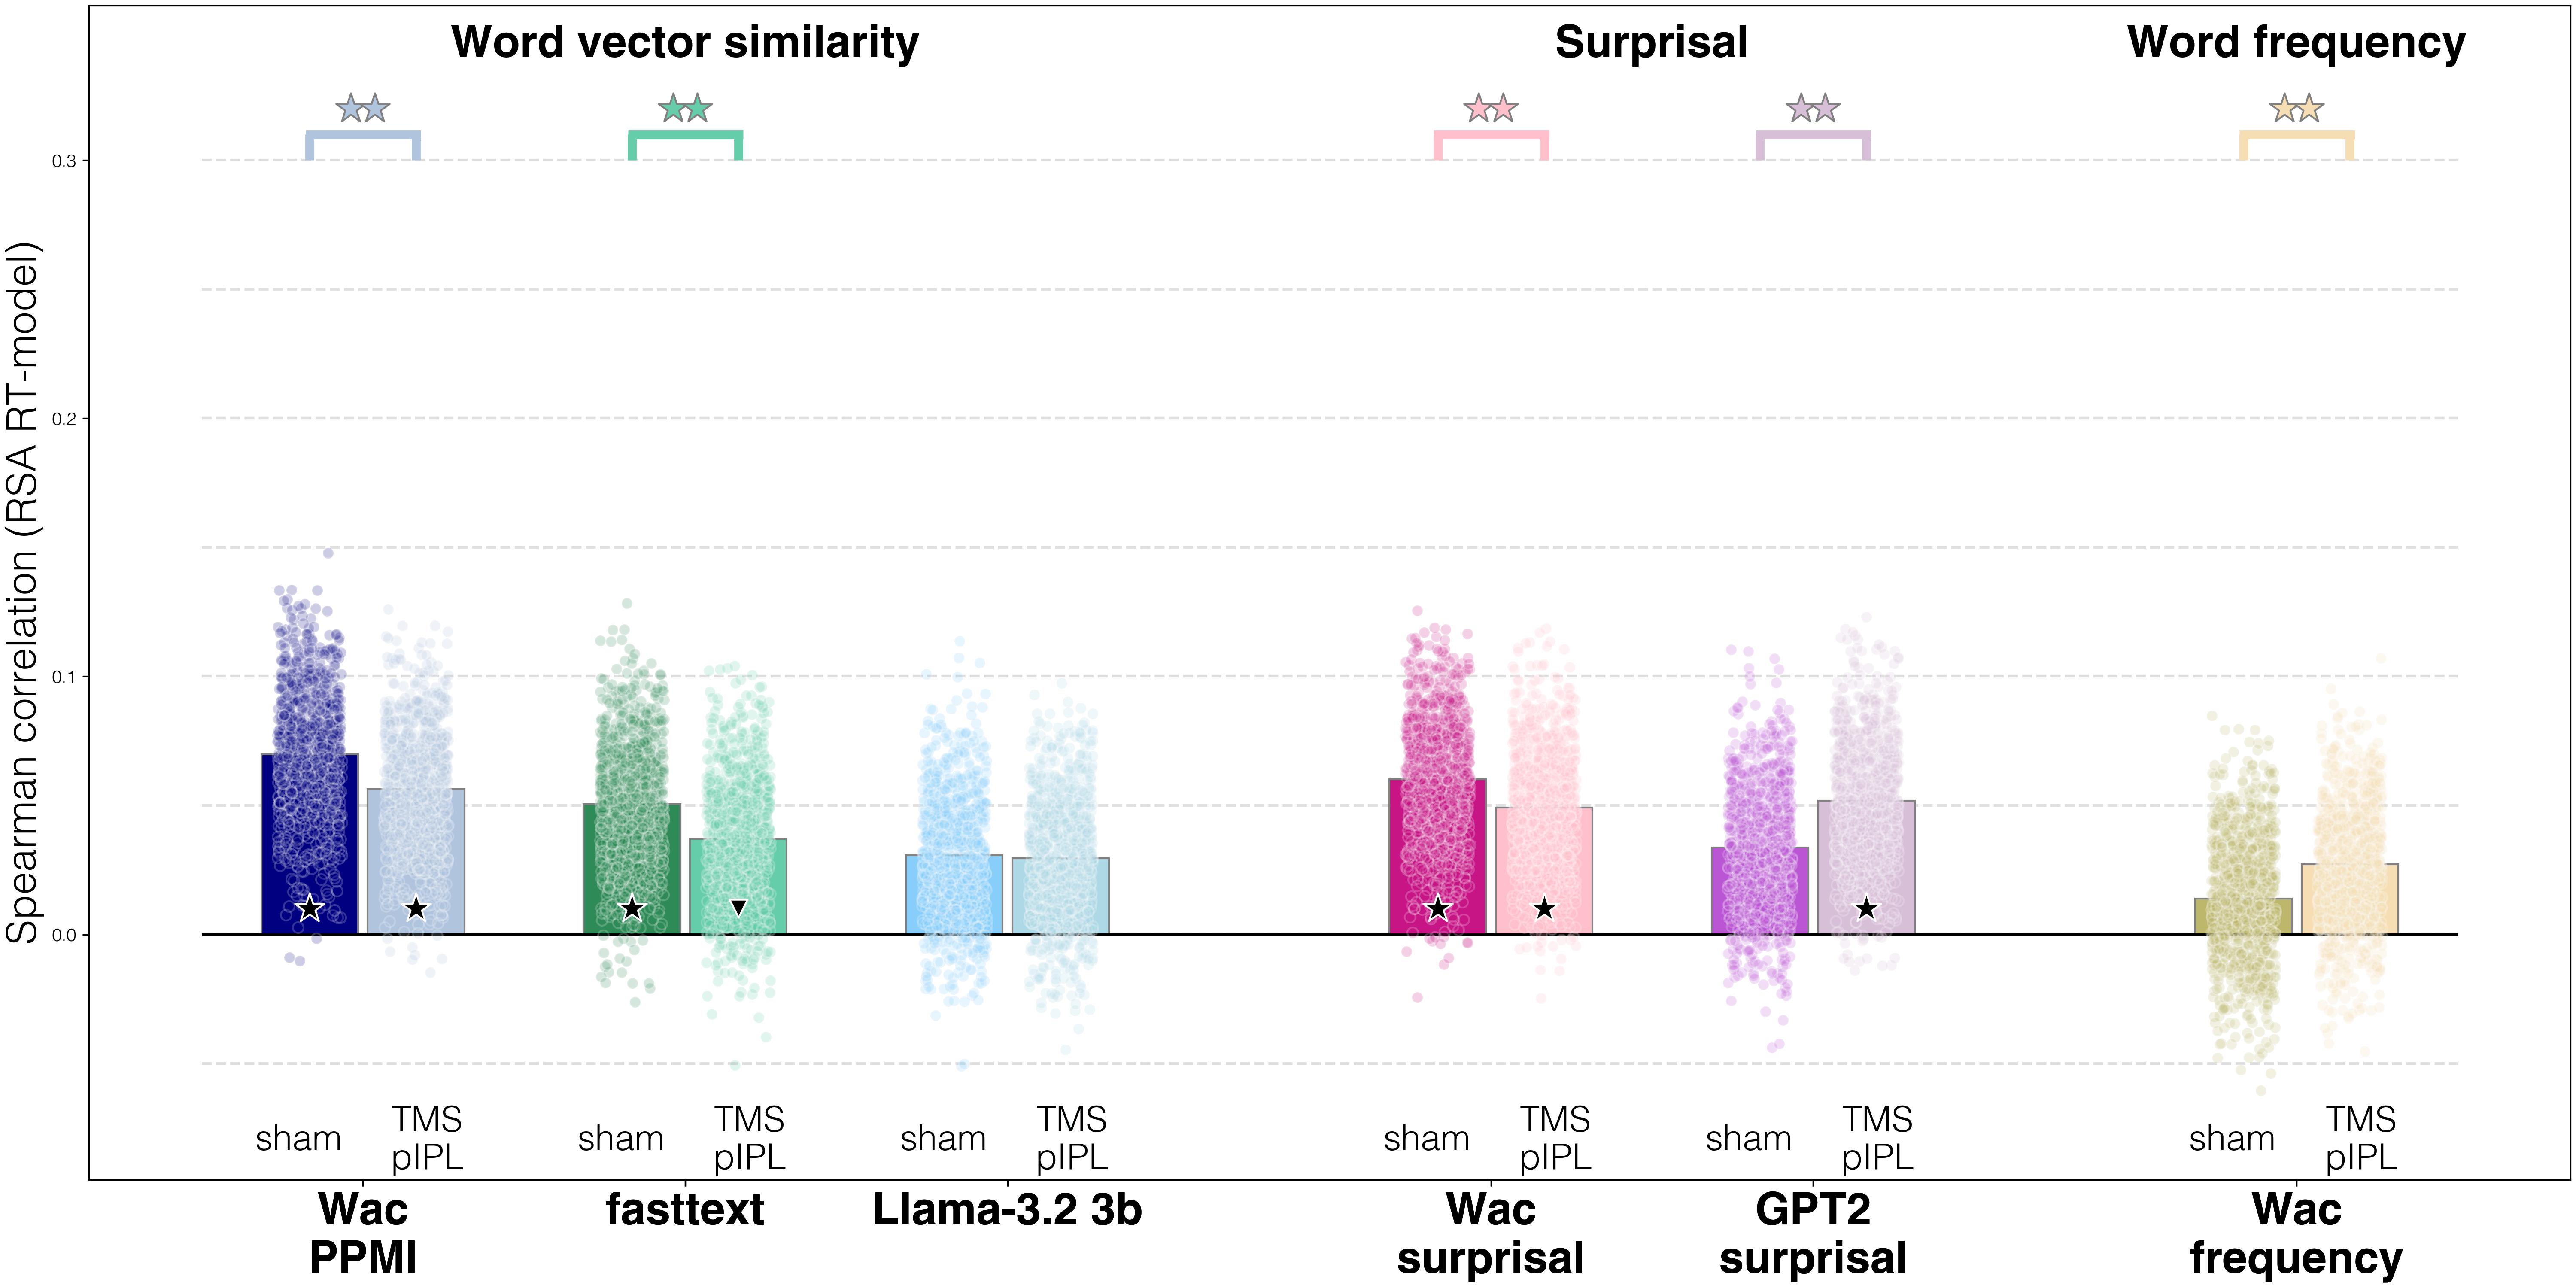 Word vector similarity
Surprisal
Word frequency
Spearman correlation (RSA RT-model)
0.3
0.2
0.1
0.0
sham
TMS
pIPL
sham
TMS
pIPL
sham
TMS
pIPL
sham
TMS
pIPL
sham
TMS
pIPL
sham
TMS
pIPL
Wac
PPMI
fasttext
Llama-3.2 3b
Wac
surprisal
GPT2
surprisal
Wac
frequency